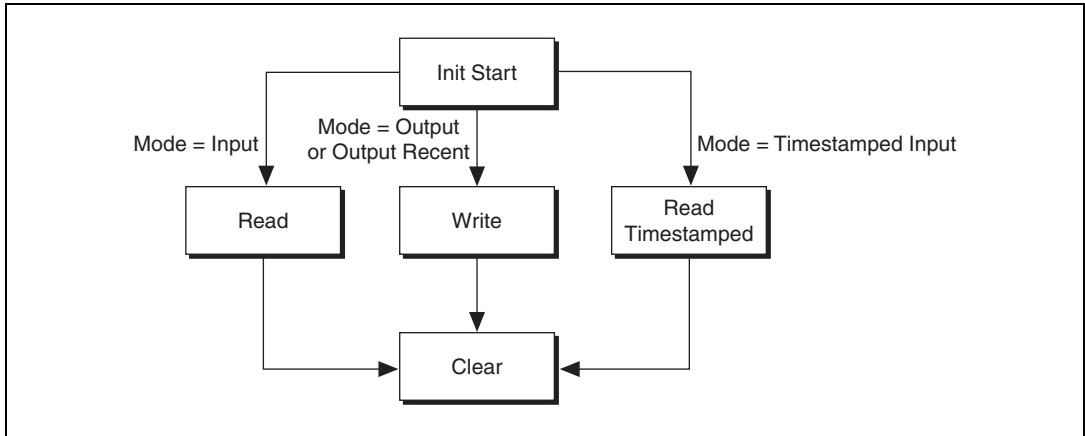 Init Start
Mode = Input
Mode = Output
or Output Recent
Mode = Timestamped Input
Read
Write
Read
Timestamped
Clear